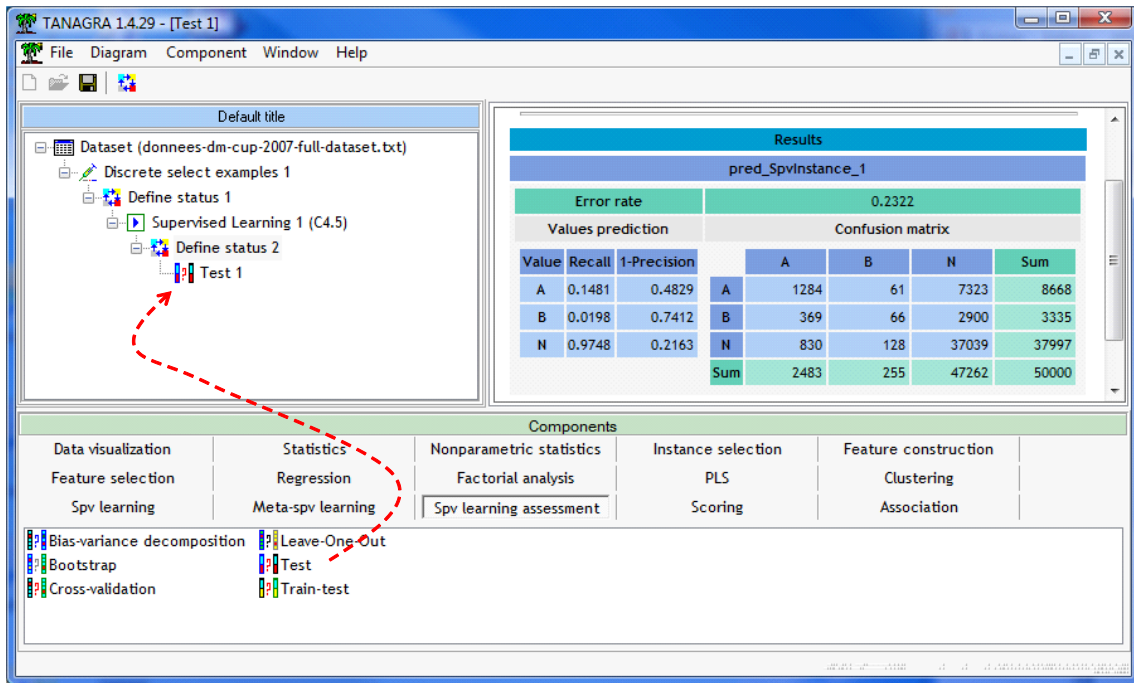 TANAGRA 1.4.29 - [Test 1]
File Diagram Component Window Help
Default title
Dataset (donnees-dm-cup-2007-full-dataset.txt)
Discrete select examples 1
Define status 1
Supervised Learning 1 (C4.5)
Define status 2
Test 1
Results
pred_SpvInstance_1
Error rate 0.2322
Values prediction Confusion matrix
Value Recall 1-Precision A B N Sum
A 0.1481 0.4829 A 1284 61 7323 8668
B 0.0198 0.7412 B 369 66 2900 3335
N 0.9748 0.2163 N 830 128 37039 37997
Sum 2483 255 47262 50000
Components
Data visualization Statistics Nonparametric statistics Instance selection Feature construction
Feature selection Regression Factorial analysis PLS Clustering
Spv learning Meta-spv learning Spv learning assessment Scoring Association
Bias-variance decomposition Leave-One-Out
Bootstrap Test
Cross-validation Train-test